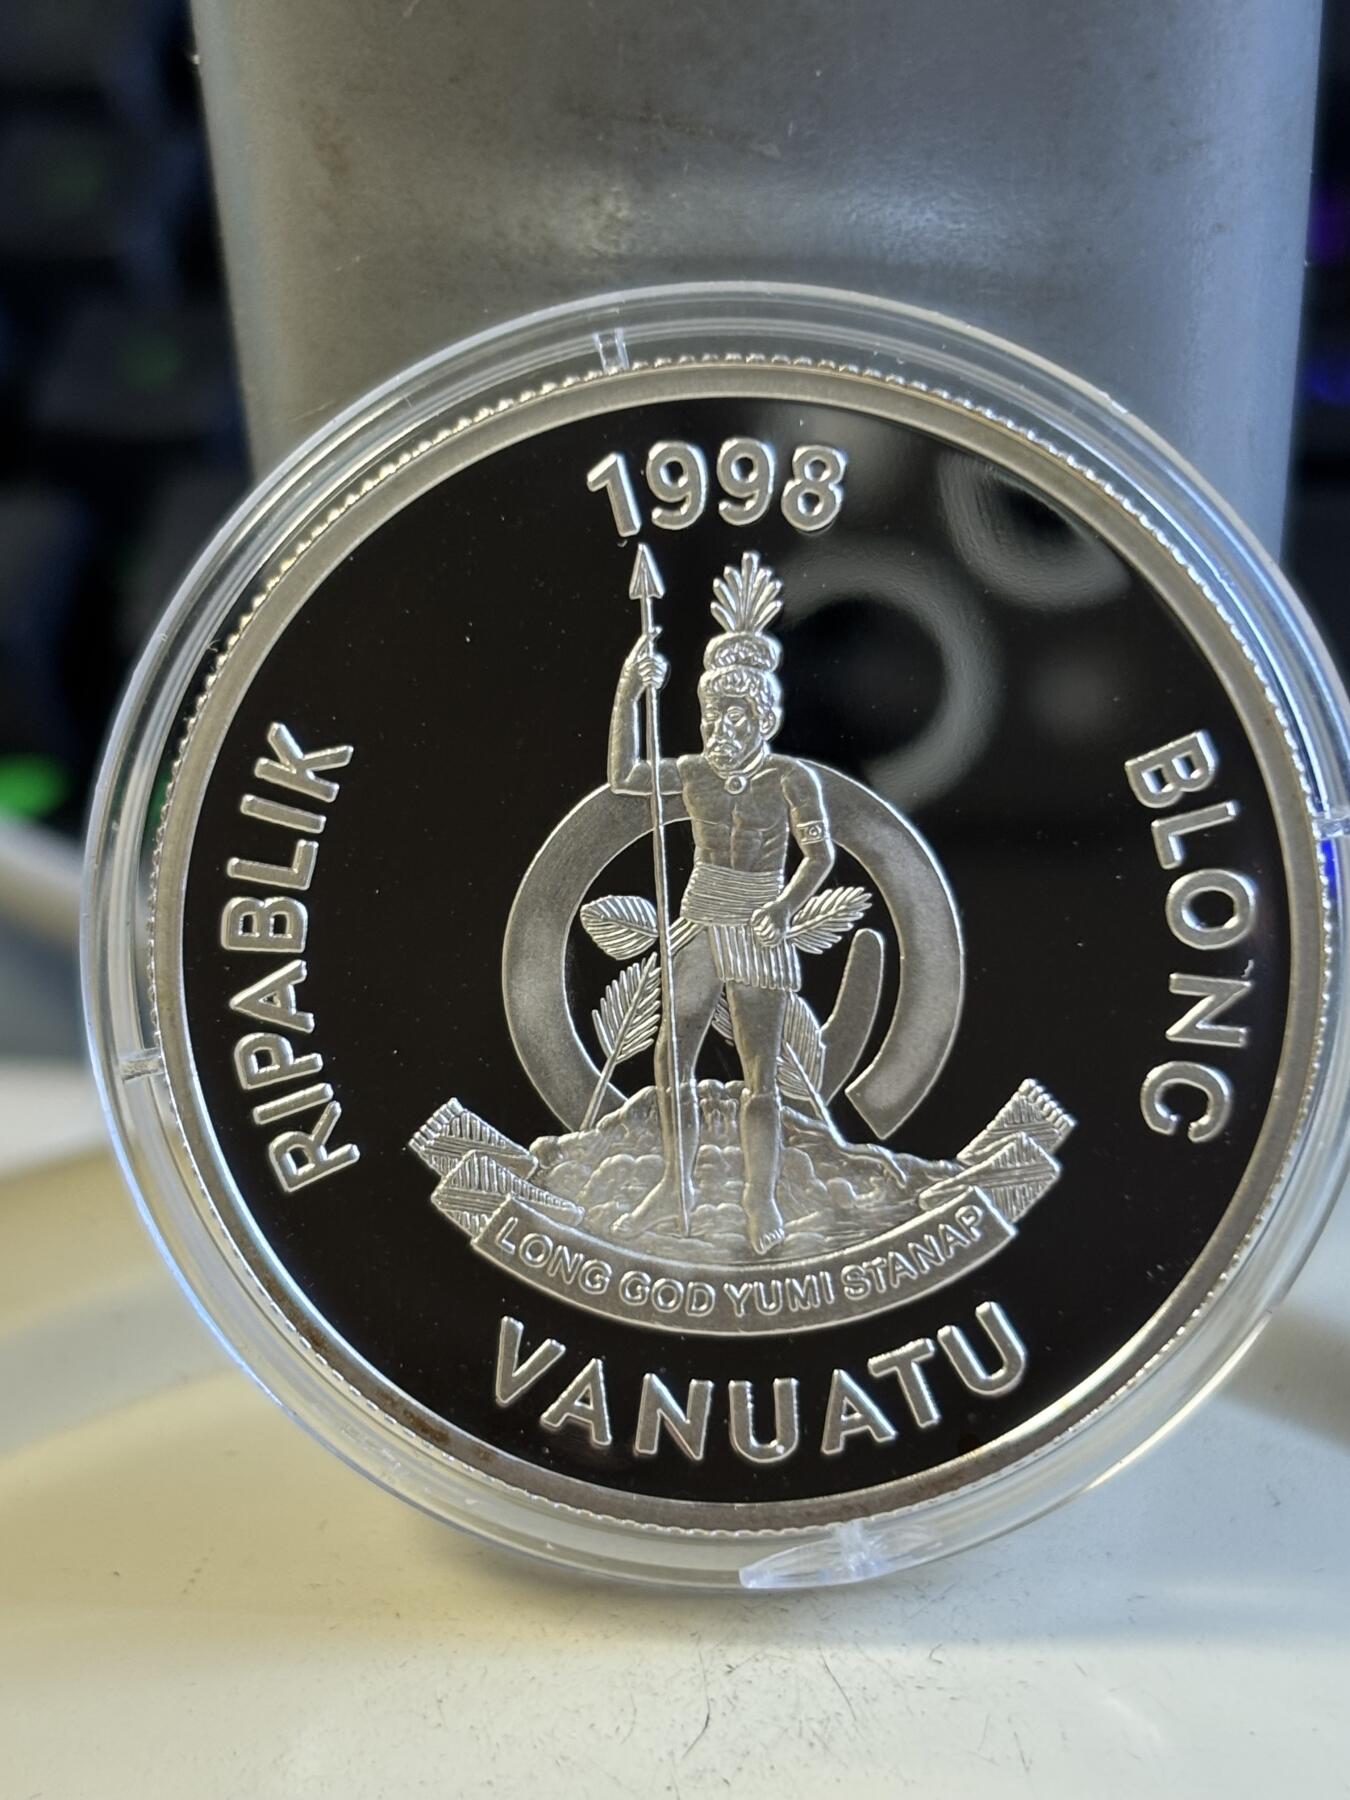 1998
RIPABLIK
BLONG
LONG GOD YUMI STANAP
VANUATU